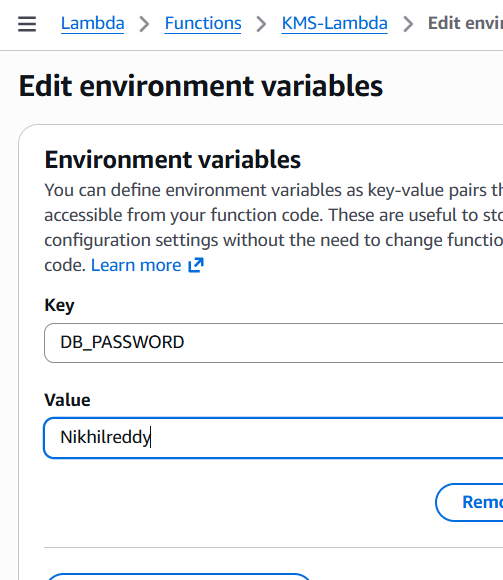 Lambda > Functions > KMS-Lambda > Edit envi
Edit environment variables
Environment variables
You can define environment variables as key-value pairs th
accessible from your function code. These are useful to sto
configuration settings without the need to change functio
code. Learn more
Key
DB_PASSWORD
Value
Nikhilreddy
Remo